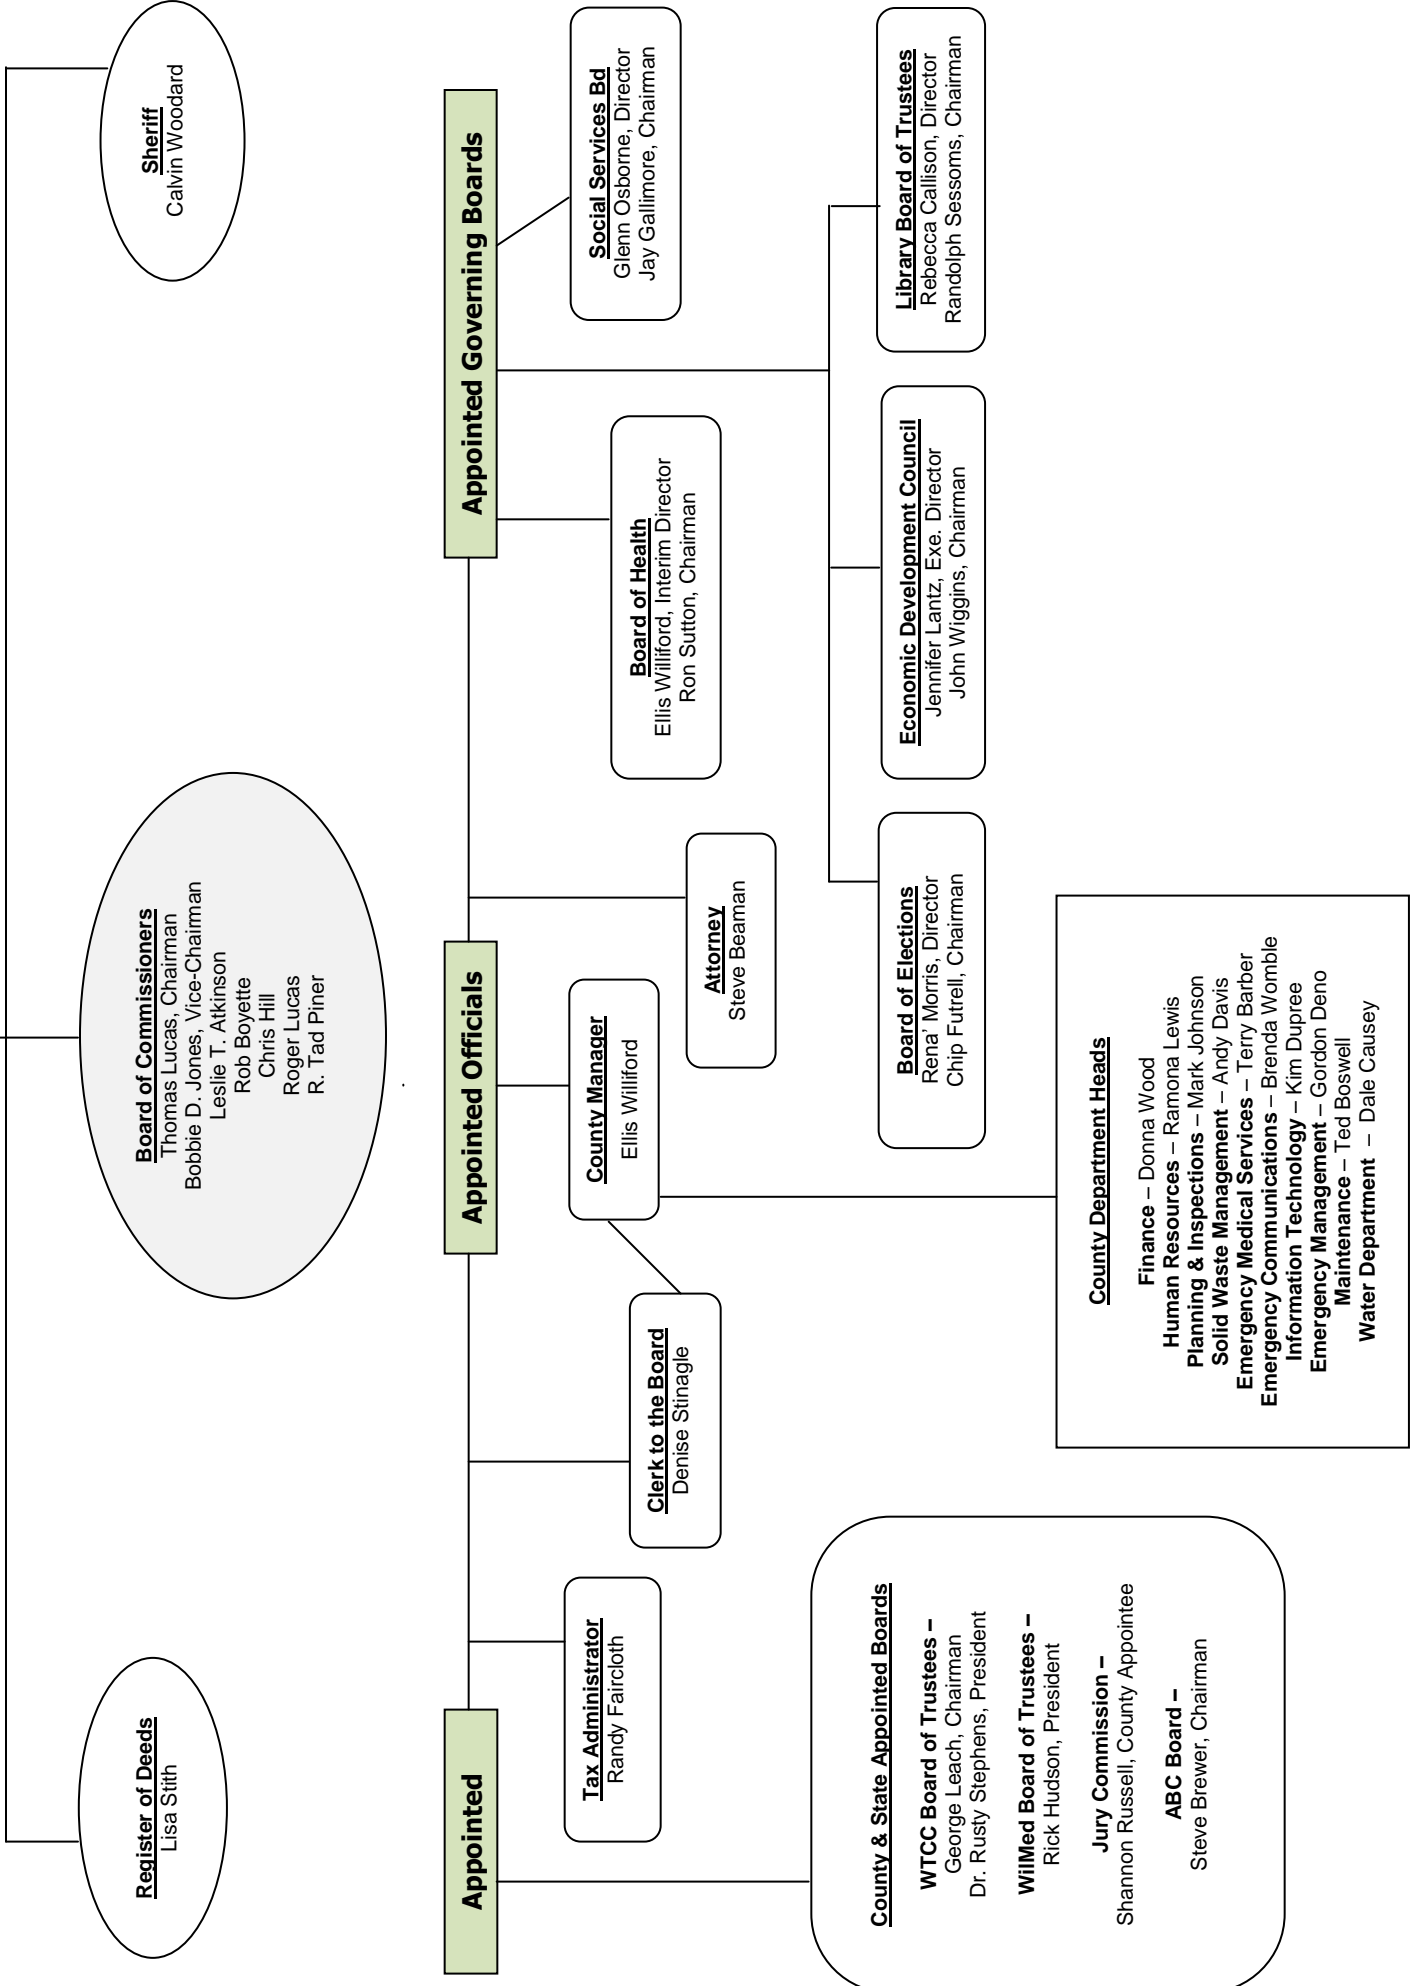 Register of Deeds
Lisa Stith
Board of Commissioners
Thomas Lucas, Chairman
Bobbie D. Jones, Vice-Chairman
Leslie T. Atkinson
Rob Boyette
Chris Hill
Roger Lucas
R. Tad Piner
Sheriff
Calvin Woodard
Appointed
Appointed Officials
Appointed Governing Boards
Tax Administrator
Randy Faircloth
Clerk to the Board
Denise Stinagle
County Manager
Ellis Williford
Attorney
Steve Beaman
Board of Health
Ellis Williford, Interim Director
Ron Sutton, Chairman
Social Services Bd
Glenn Osborne, Director
Jay Gallimore, Chairman
County & State Appointed Boards
WTCC Board of Trustees –
George Leach, Chairman
Dr. Rusty Stephens, President
WilMed Board of Trustees –
Rick Hudson, President
Jury Commission –
Shannon Russell, County Appointee
ABC Board –
Steve Brewer, Chairman
Board of Elections
Rena' Morris, Director
Chip Futrell, Chairman
Economic Development Council
Jennifer Lantz, Exe. Director
John Wiggins, Chairman
Library Board of Trustees
Rebecca Callison, Director
Randolph Sessoms, Chairman
County Department Heads
Finance – Donna Wood
Human Resources – Ramona Lewis
Planning & Inspections – Mark Johnson
Solid Waste Management – Andy Davis
Emergency Medical Services – Terry Barber
Emergency Communications – Brenda Womble
Information Technology – Kim Dupree
Emergency Management – Gordon Deno
Maintenance – Ted Boswell
Water Department – Dale Causey